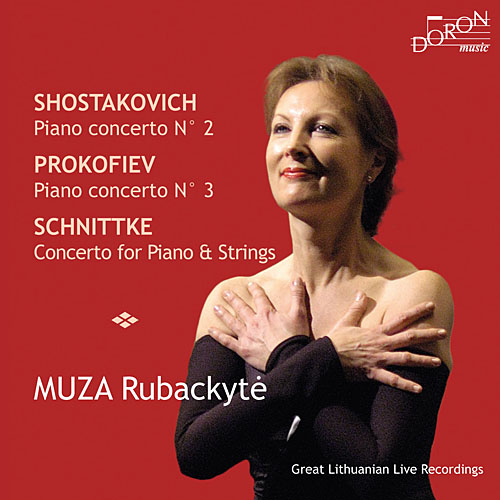 DORON
music
SHOSTAKOVICH
Piano concerto N° 2
PROKOFIEV
Piano concerto N° 3
SCHNITTKE
Concerto for Piano & Strings
MUZA Rubackytė
Great Lithuanian Live Recordings